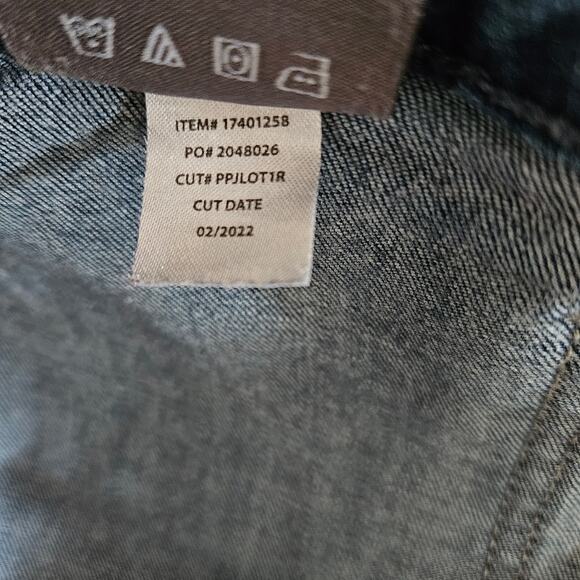 ITEM# 17401258
PO# 2048026
CUT# PPJLOT1R
CUT DATE
02/2022